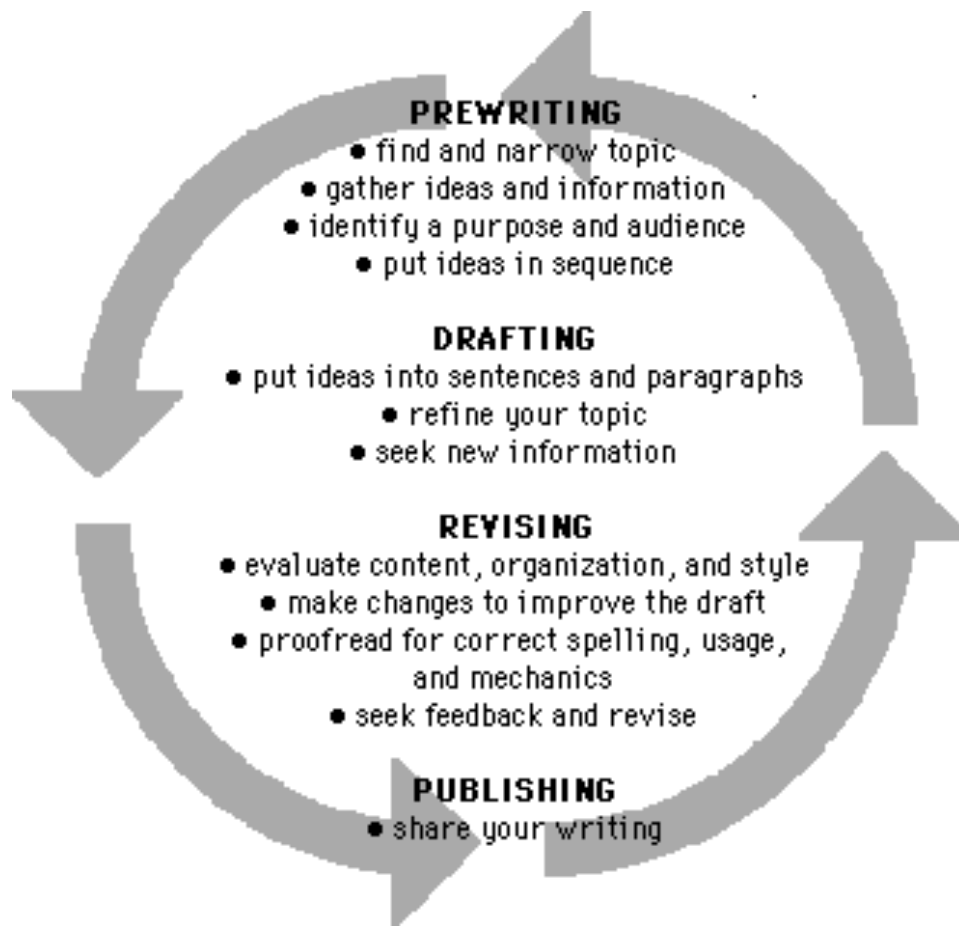 PREWRITING
● find and narrow topic
● gather ideas and information
● identify a purpose and audience
● put ideas in sequence
DRAFTING
● put ideas into sentences and paragraphs
● refine your topic
● seek new information
REVISING
● evaluate content, organization, and style
● make changes to improve the draft
● proofread for correct spelling, usage,
and mechanics
● seek feedback and revise
PUBLISHING
● share your writing